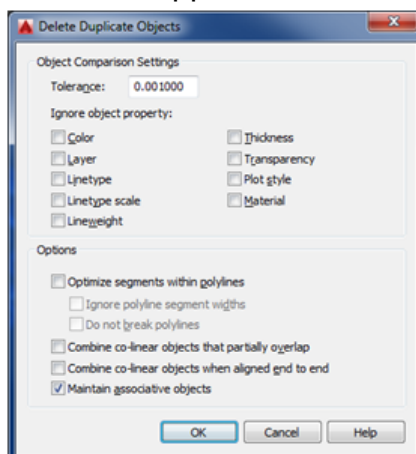 Delete Duplicate Objects
Object Comparison Settings
Tolerance: 0.001000
Ignore object property:
Color Thickness
Layer Transparency
Linetype Plot style
Linetype scale Material
Lineweight
Options
Optimize segments within polylines
Ignore polyline segment widths
Do not break polylines
Combine co-linear objects that partially overlap
Combine co-linear objects when aligned end to end
Maintain associative objects
OK Cancel Help